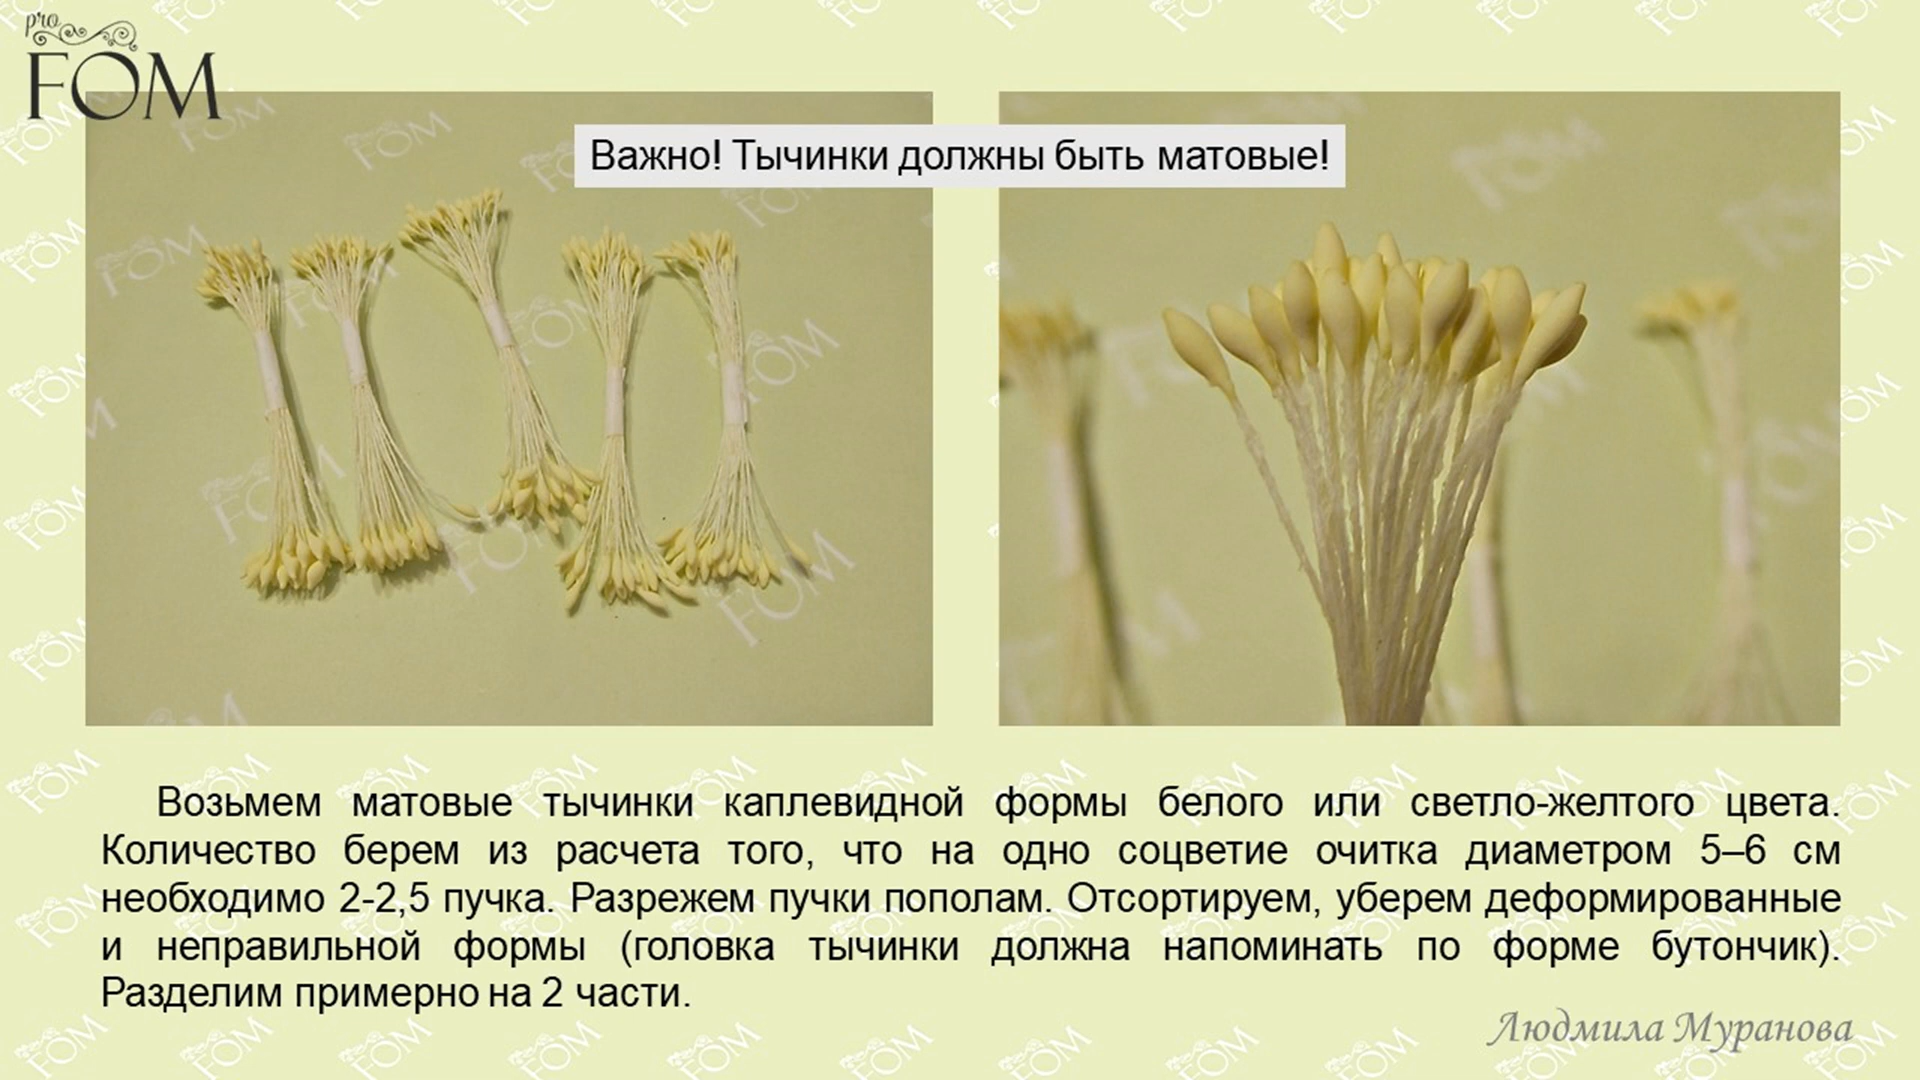 pro
FOM
Важно! Тычинки должны быть матовые!
Возьмем матовые тычинки каплевидной формы белого или светло-желтого цвета.
Количество берем из расчета того, что на одно соцветие очитка диаметром 5–6 см
необходимо 2-2,5 пучка. Разрежем пучки пополам. Отсортируем, уберем деформированные
и неправильной формы (головка тычинки должна напоминать по форме бутончик).
Разделим примерно на 2 части.
Людмила Муранова